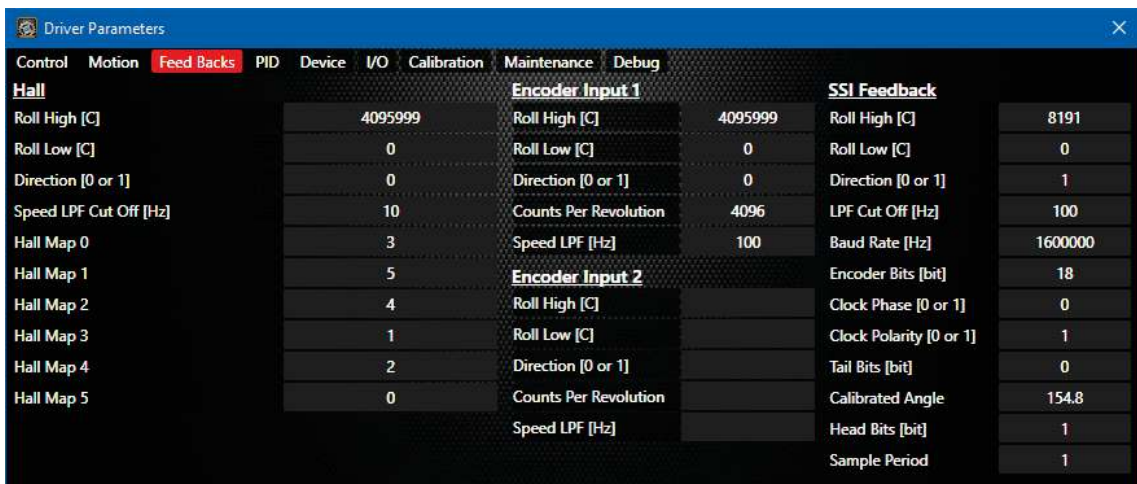 Driver Parameters
Control Motion Feed Backs PID Device I/O Calibration Maintenance Debug
Hall
Roll High [C] 4095999
Roll Low [C] 0
Direction [0 or 1] 0
Speed LPF Cut Off [Hz] 10
Hall Map 0 3
Hall Map 1 5
Hall Map 2 4
Hall Map 3 1
Hall Map 4 2
Hall Map 5 0
Encoder Input 1
Roll High [C] 4095999
Roll Low [C] 0
Direction [0 or 1] 0
Counts Per Revolution 4096
Speed LPF [Hz] 100
Encoder Input 2
Roll High [C]
Roll Low [C]
Direction [0 or 1]
Counts Per Revolution
Speed LPF [Hz]
SSI Feedback
Roll High [C] 8191
Roll Low [C] 0
Direction [0 or 1] 1
LPF Cut Off [Hz] 100
Baud Rate [Hz] 1600000
Encoder Bits [bit] 18
Clock Phase [0 or 1] 0
Clock Polarity [0 or 1] 1
Tail Bits [bit] 0
Calibrated Angle 154.8
Head Bits [bit] 1
Sample Period 1